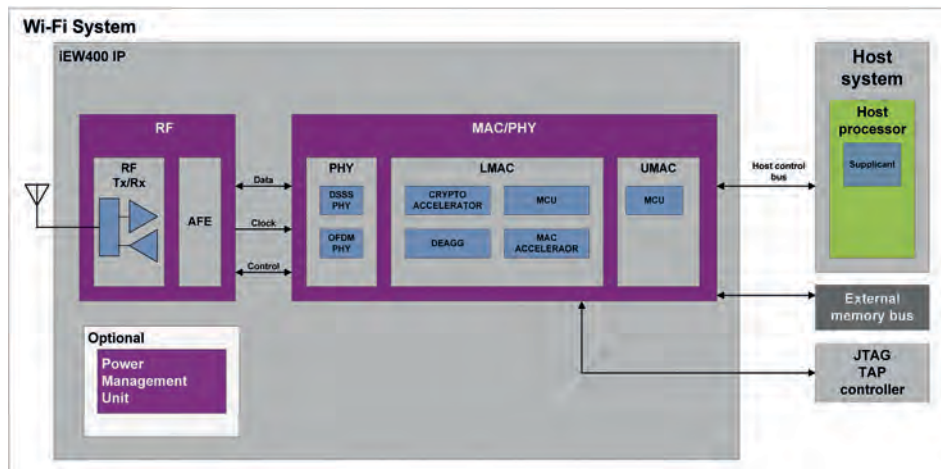 Wi-Fi System
iEW400 IP
RF
RF
Tx/Rx
AFE
Data
Clock
Control
MAC/PHY
PHY
DSSS
PHY
OFDM
PHY
LMAC
CRYPTO
ACCELERATOR
MCU
DEAGG
MAC
ACCELERAOR
UMAC
MCU
Host control
bus
Host
system
Host
processor
Supplicant
External
memory bus
JTAG
TAP
controller
Optional
Power
Management
Unit